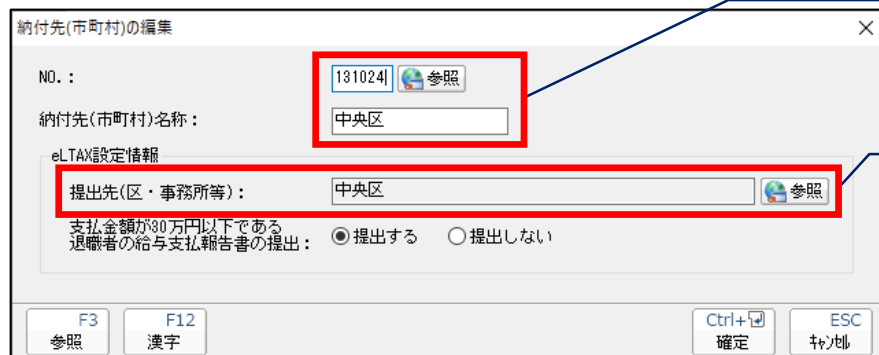 納付先(市町村)の編集
NO.： 131024 参照
納付先(市町村)名称： 中央区
eLTAX設定情報
提出先(区・事務所等)： 中央区 参照
支払金額が30万円以下である
退職者の給与支払報告書の提出： 提出する 提出しない
F3 F12 Ctrl+ ESC
参照 漢字 確定 ｷｬﾝｾﾙ